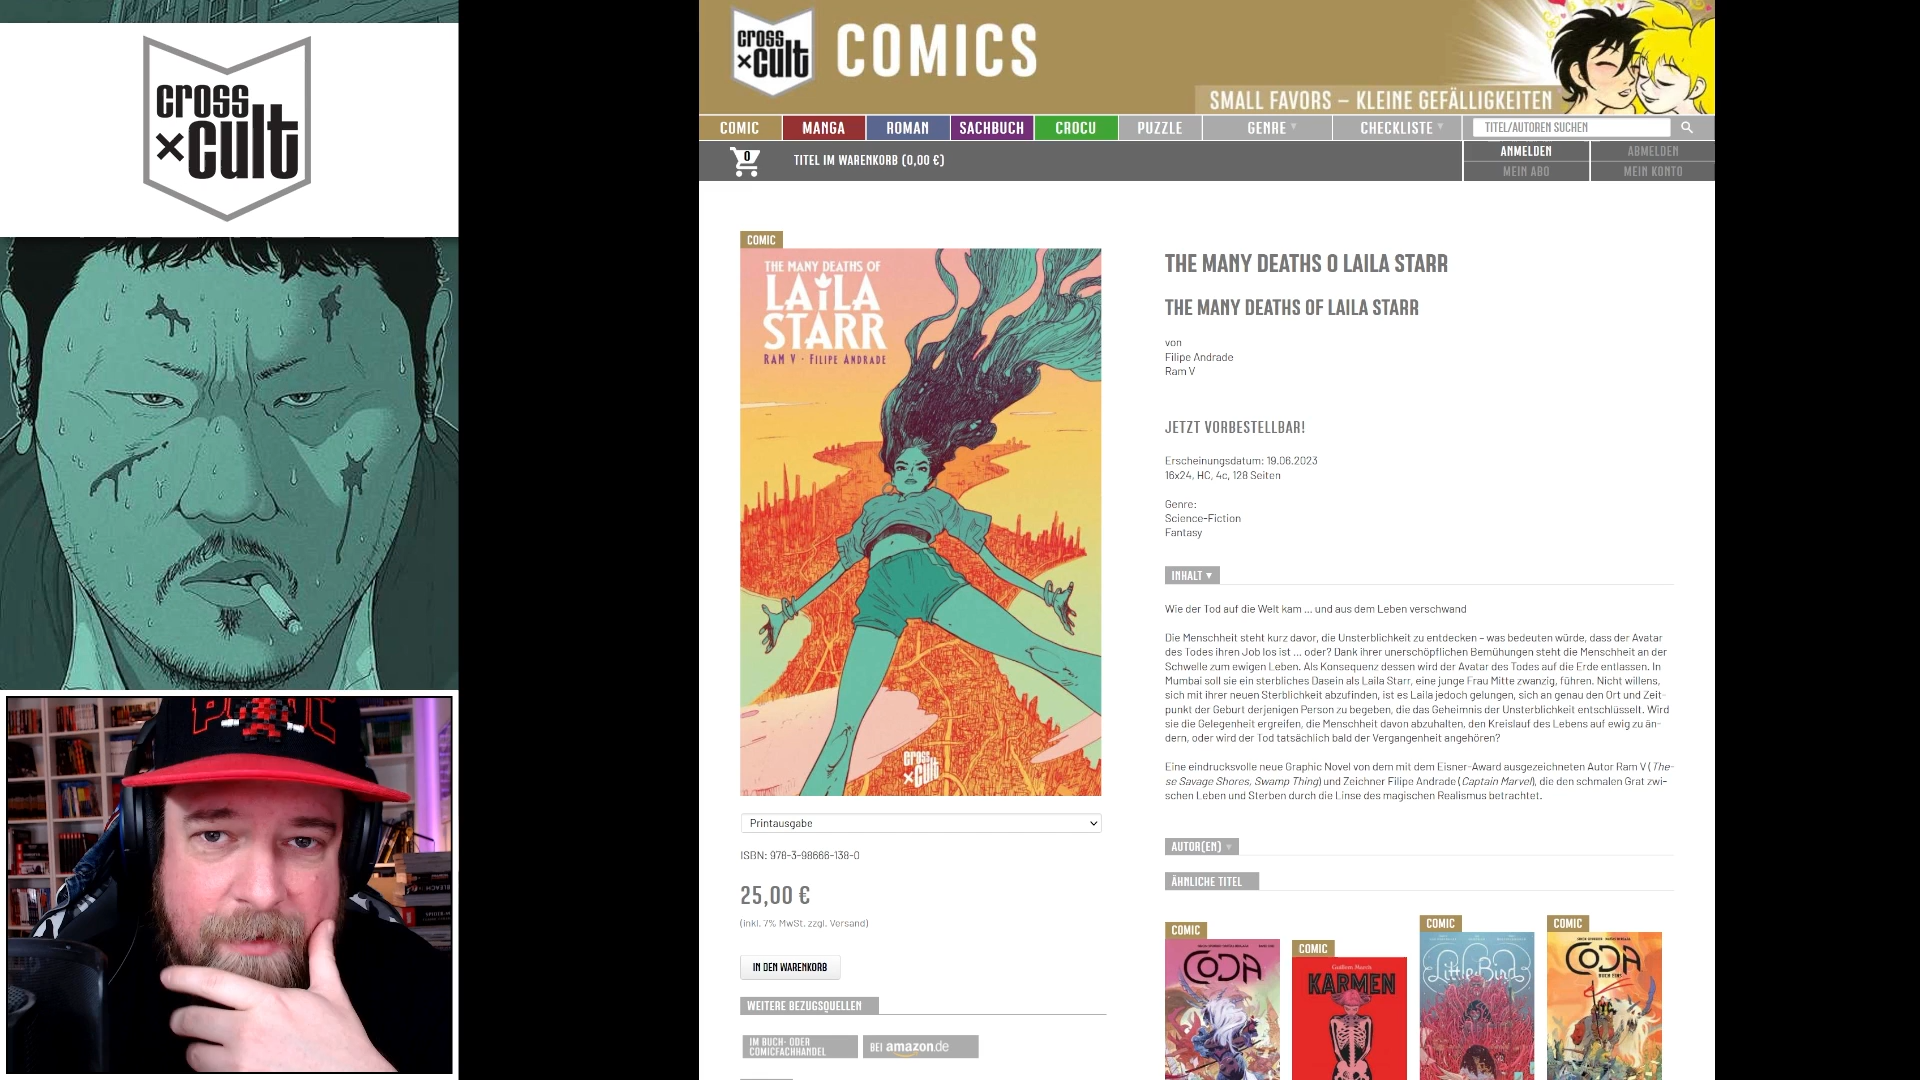 cross
×cult
cross
×cult
COMICS
SMALL FAVORS – KLEINE GEFÄLLIGKEITEN
COMIC
MANGA
ROMAN
SACHBUCH
CROCU
PUZZLE
GENRE ▼
CHECKLISTE ▼
TITEL/AUTOREN SUCHEN
0
TITEL IM WARENKORB (0,00 €)
ANMELDEN
ABMELDEN
MEIN ABO
MEIN KONTO
COMIC
THE MANY DEATHS OF
LAILA
STARR
RAM V · FILIPE ANDRADE
cross
×cult
Printausgabe
ISBN: 978-3-98666-138-0
25,00 €
(inkl. 7% MwSt. zzgl. Versand)
IN DEN WARENKORB
WEITERE BEZUGSQUELLEN
IM BUCH- ODER
COMICFACHHANDEL
BEI amazon.de
THE MANY DEATHS O LAILA STARR
THE MANY DEATHS OF LAILA STARR
von
Filipe Andrade
Ram V
JETZT VORBESTELLBAR!
Erscheinungsdatum: 19.06.2023
16x24, HC, 4c, 128 Seiten
Genre:
Science-Fiction
Fantasy
INHALT ▼
Wie der Tod auf die Welt kam ... und aus dem Leben verschwand
Die Menschheit steht kurz davor, die Unsterblichkeit zu entdecken – was bedeuten würde, dass der Avatar
des Todes ihren Job los ist ... oder? Dank ihrer unerschöpflichen Bemühungen steht die Menschheit an der
Schwelle zum ewigen Leben. Als Konsequenz dessen wird der Avatar des Todes auf die Erde entlassen. In
Mumbai soll sie ein sterbliches Dasein als Laila Starr, eine junge Frau Mitte zwanzig, führen. Nicht willens,
sich mit ihrer neuen Sterblichkeit abzufinden, ist es Laila jedoch gelungen, sich an genau den Ort und Zeit-
punkt der Geburt derjenigen Person zu begeben, die das Geheimnis der Unsterblichkeit entschlüsselt. Wird
sie die Gelegenheit ergreifen, die Menschheit davon abzuhalten, den Kreislauf des Lebens auf ewig zu än-
dern, oder wird der Tod tatsächlich bald der Vergangenheit angehören?
Eine eindrucksvolle neue Graphic Novel von dem mit dem Eisner-Award ausgezeichneten Autor Ram V (The-
se Savage Shores, Swamp Thing) und Zeichner Filipe Andrade (Captain Marvel), die den schmalen Grat zwi-
schen Leben und Sterben durch die Linse des magischen Realismus betrachtet.
AUTOR(EN) ▼
ÄHNLICHE TITEL
COMIC
CODA
COMIC
KARMEN
COMIC
Little Bird
COMIC
CODA
BLEACH